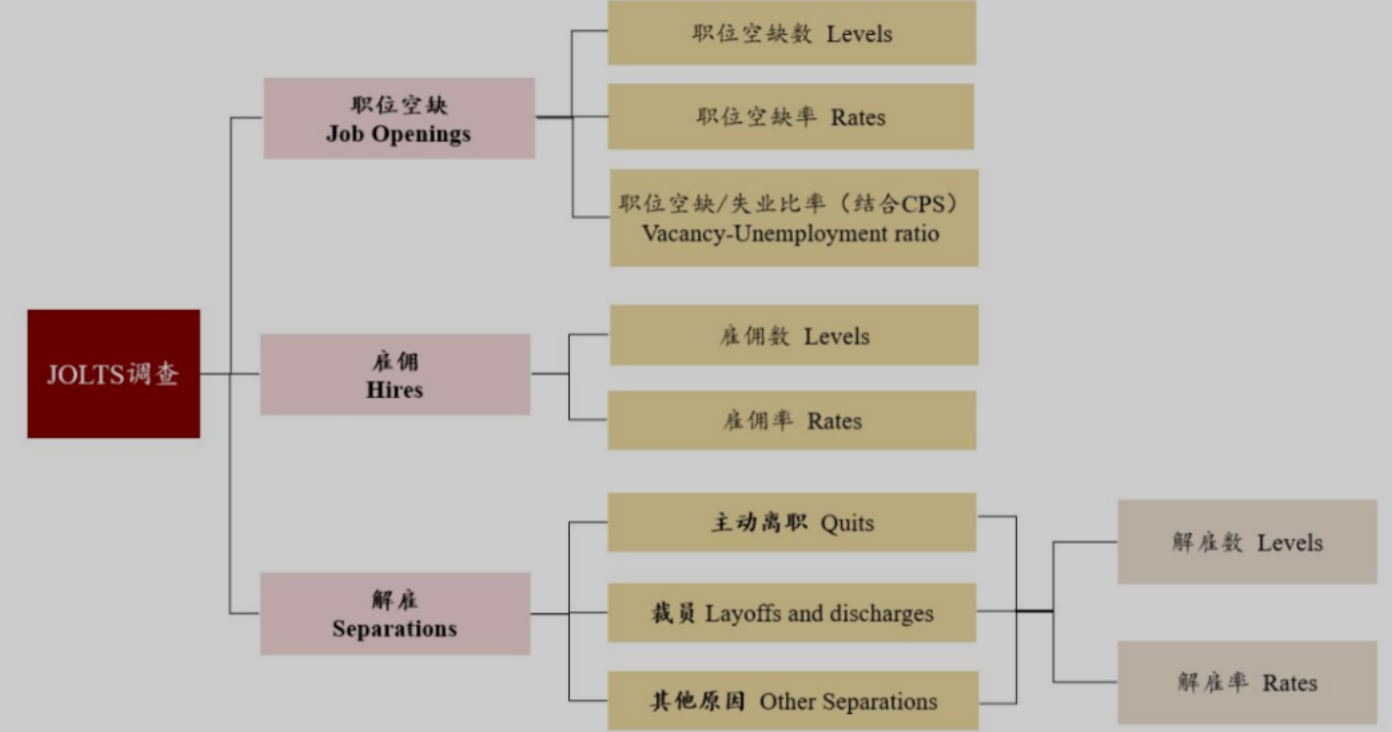 JOLTS调查
职位空缺
Job Openings
职位空缺数 Levels
职位空缺率 Rates
职位空缺/失业比率（结合CPS）
Vacancy-Unemployment ratio
雇佣
Hires
雇佣数 Levels
雇佣率 Rates
解雇
Separations
主动离职 Quits
裁员 Layoffs and discharges
其他原因 Other Separations
解雇数 Levels
解雇率 Rates